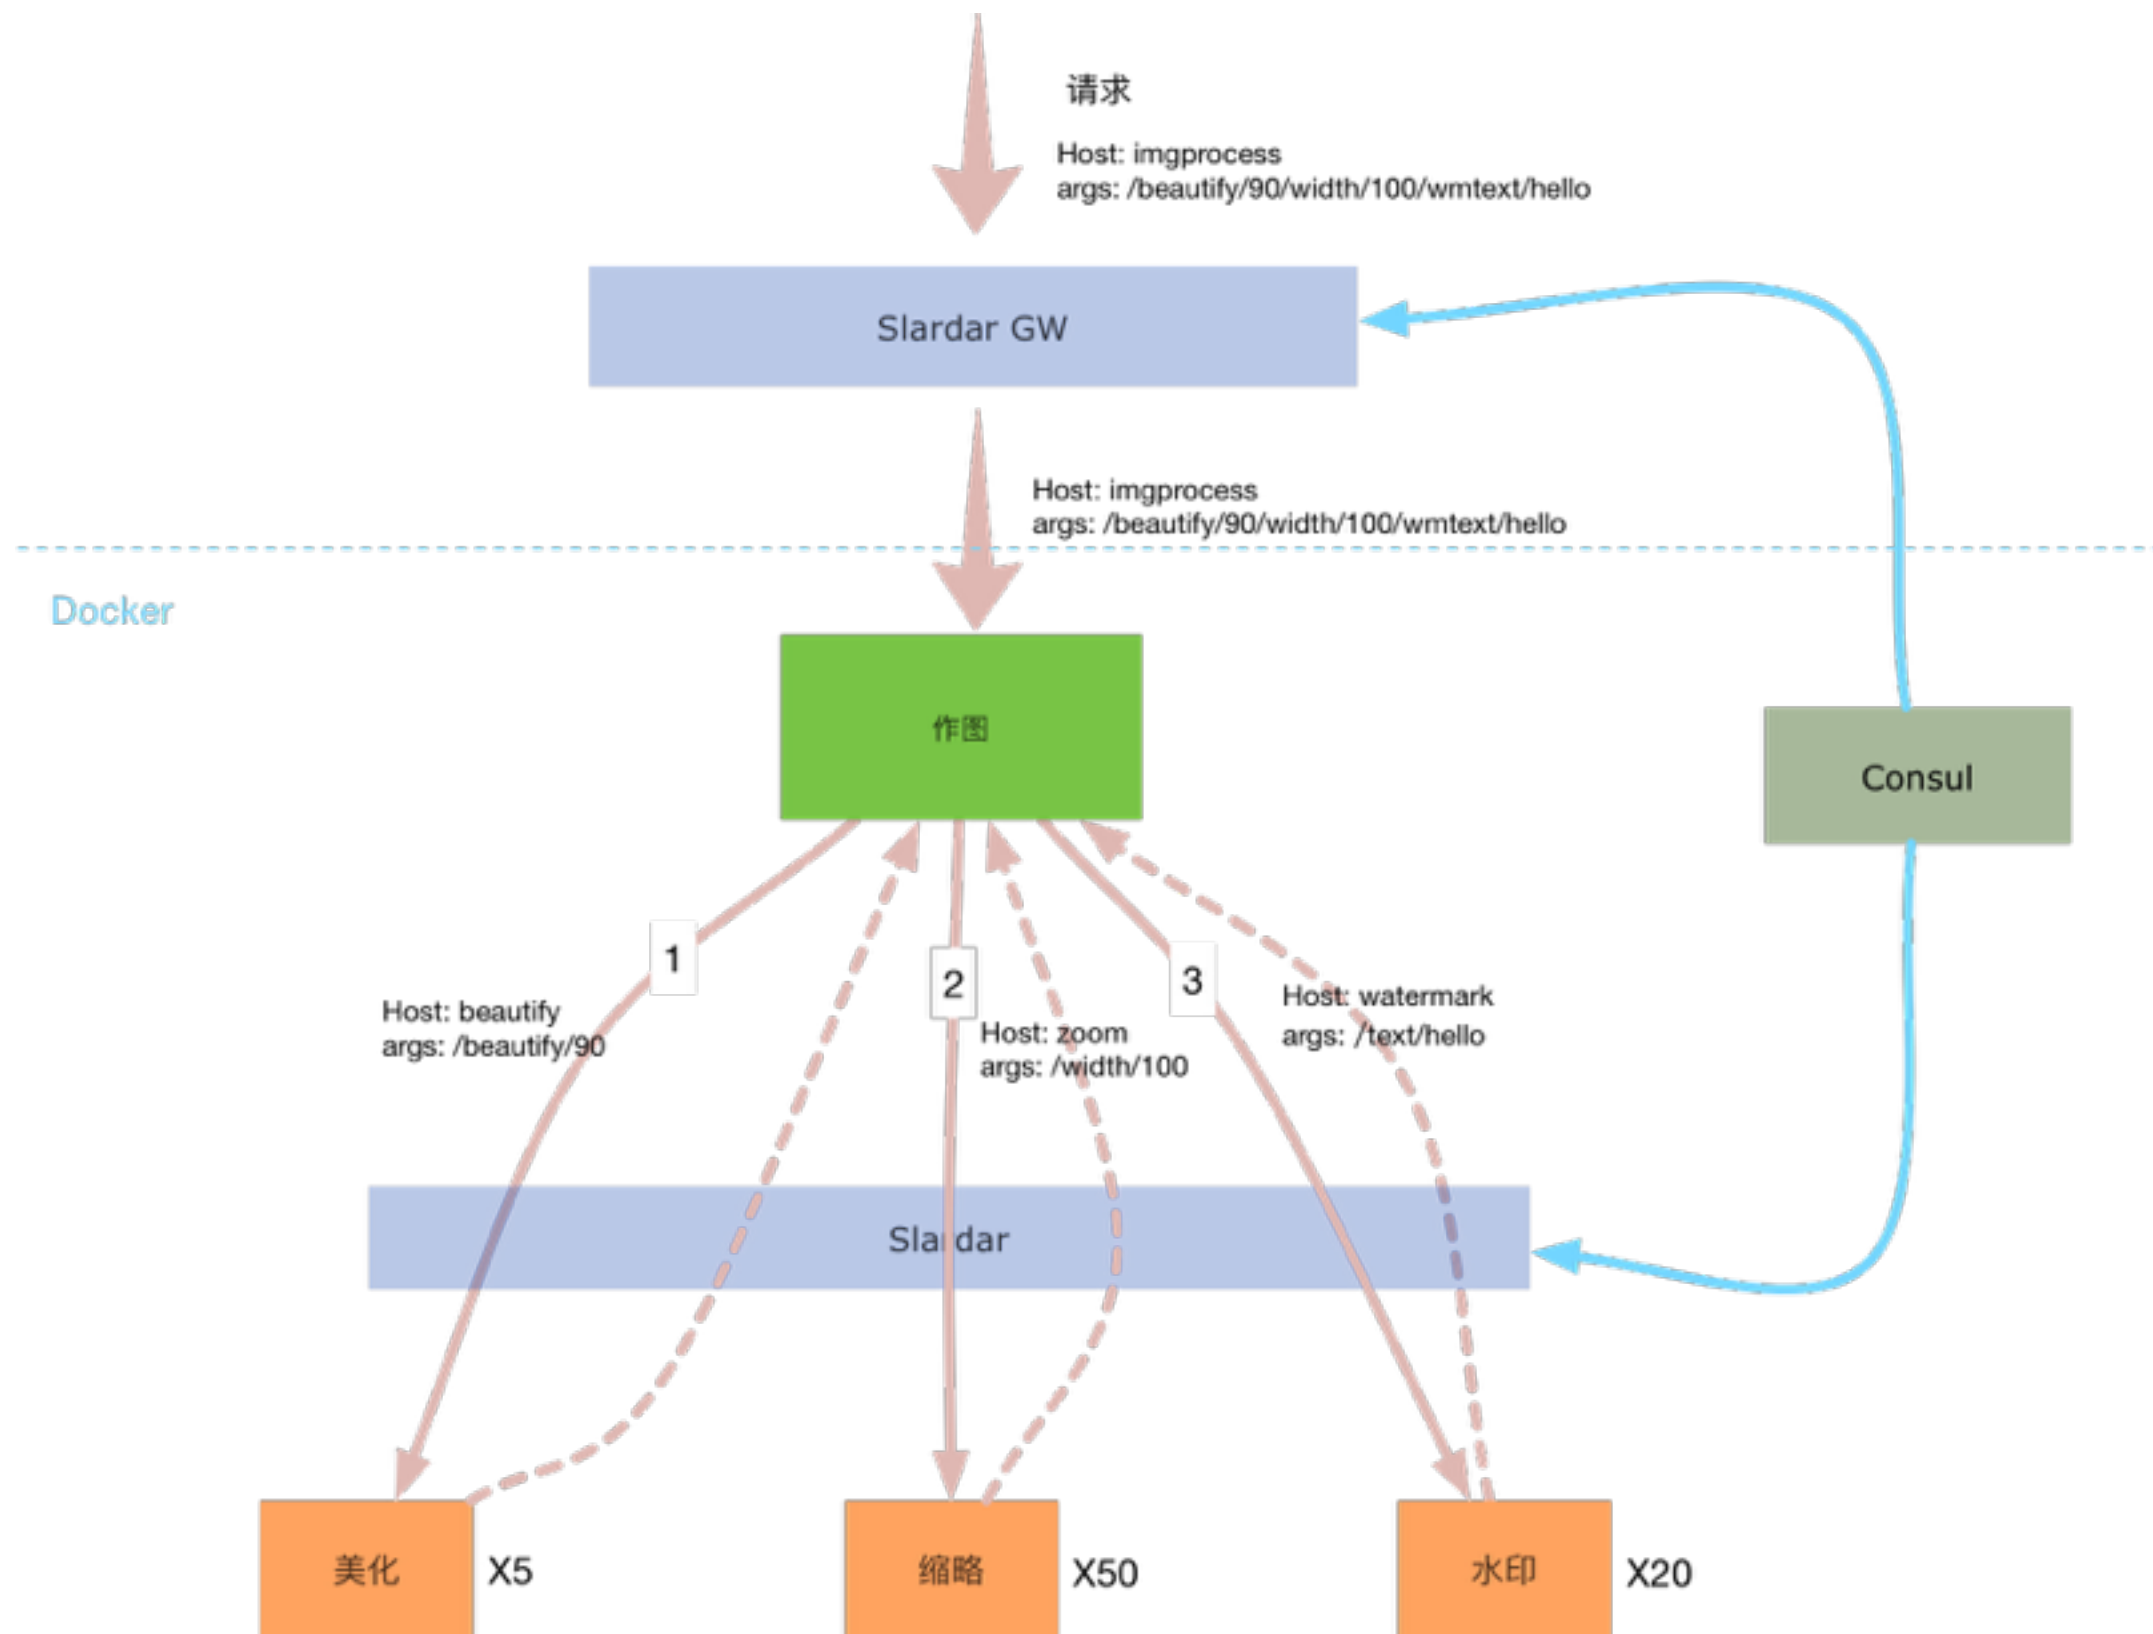 请求
Host: imgprocess
args: /beautify/90/width/100/wmtext/hello
Slardar GW
Host: imgprocess
args: /beautify/90/width/100/wmtext/hello
Docker
作图
Consul
1
2
3
Host: beautify
args: /beautify/90
Host: zoom
args: /width/100
Host: watermark
args: /text/hello
Slardar
美化
X5
缩略
X50
水印
X20